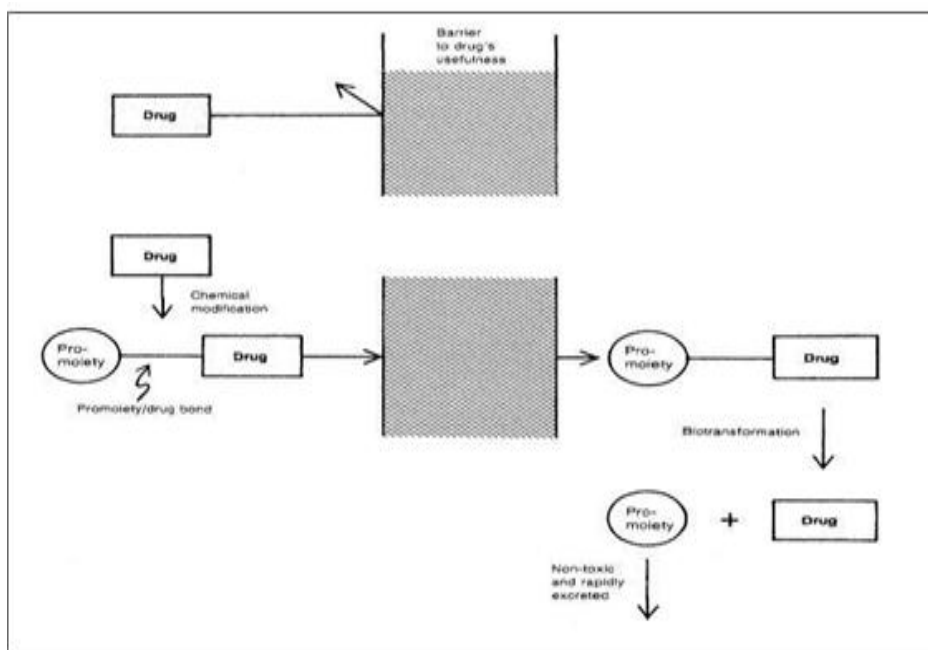 Barrier
to drug's
usefulness
Drug
Drug
Chemical
modification
Pro-
moiety
Drug
Promoiety/drug bond
Pro-
moiety
Drug
Biotransformation
Pro-
moiety
+
Drug
Non-toxic
and rapidly
excreted